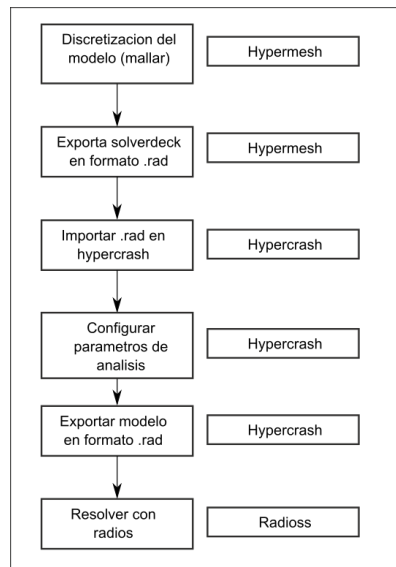 Discretizacion del
modelo (mallar)
Hypermesh
Exporta solverdeck
en formato .rad
Hypermesh
Importar .rad en
hypercrash
Hypercrash
Configurar
parametros de
analisis
Hypercrash
Exportar modelo
en formato .rad
Hypercrash
Resolver con
radios
Radioss